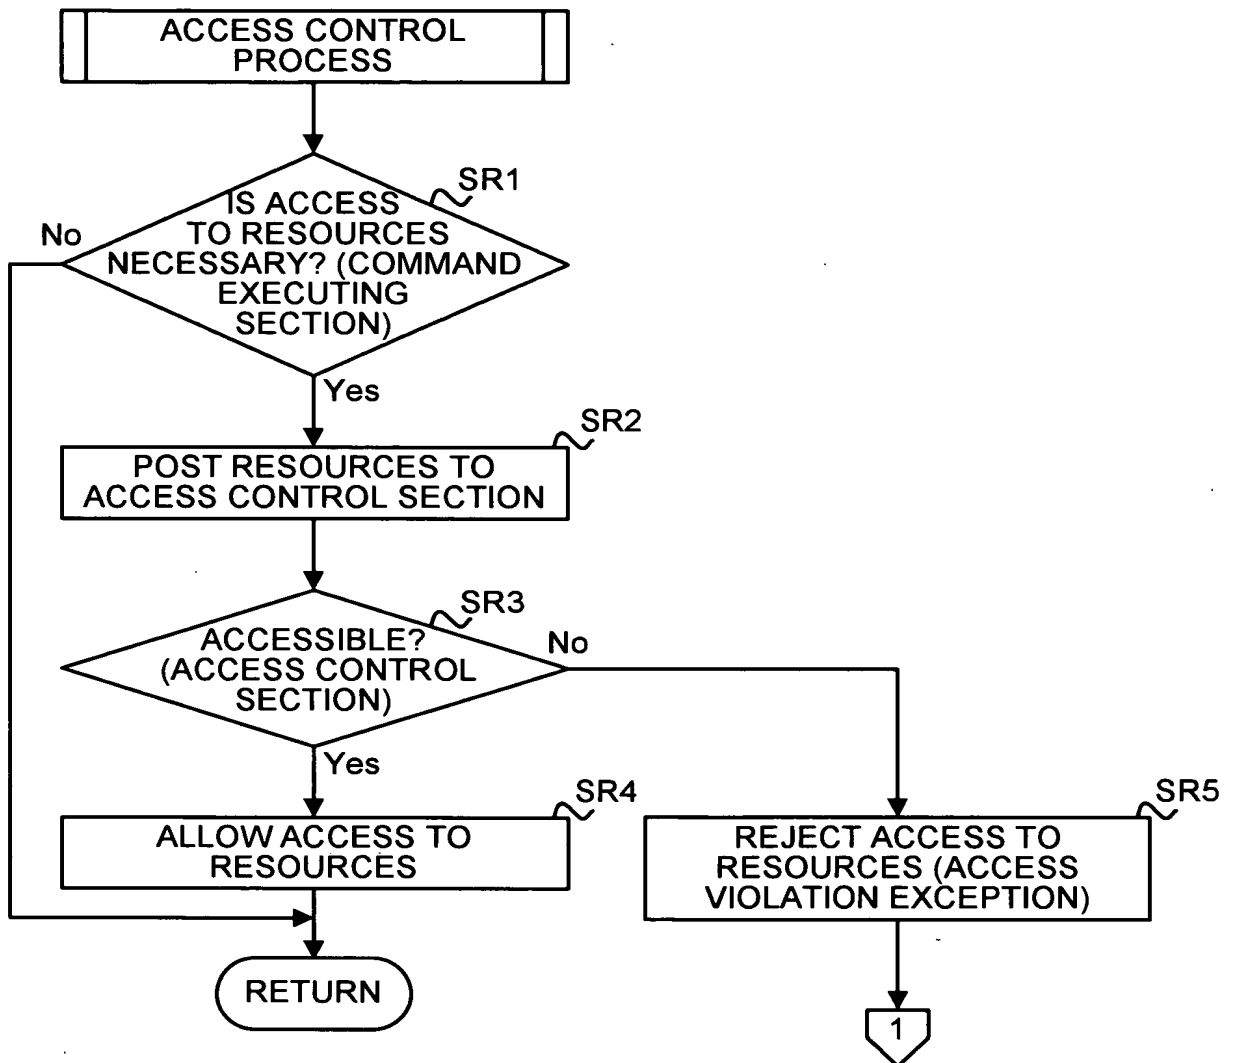 ACCESS CONTROL
PROCESS
SR1
IS ACCESS
TO RESOURCES
NECESSARY? (COMMAND
EXECUTING
SECTION)
No
Yes
SR2
POST RESOURCES TO
ACCESS CONTROL SECTION
SR3
ACCESSIBLE?
(ACCESS CONTROL
SECTION)
No
Yes
SR4
ALLOW ACCESS TO
RESOURCES
SR5
REJECT ACCESS TO
RESOURCES (ACCESS
VIOLATION EXCEPTION)
RETURN
1